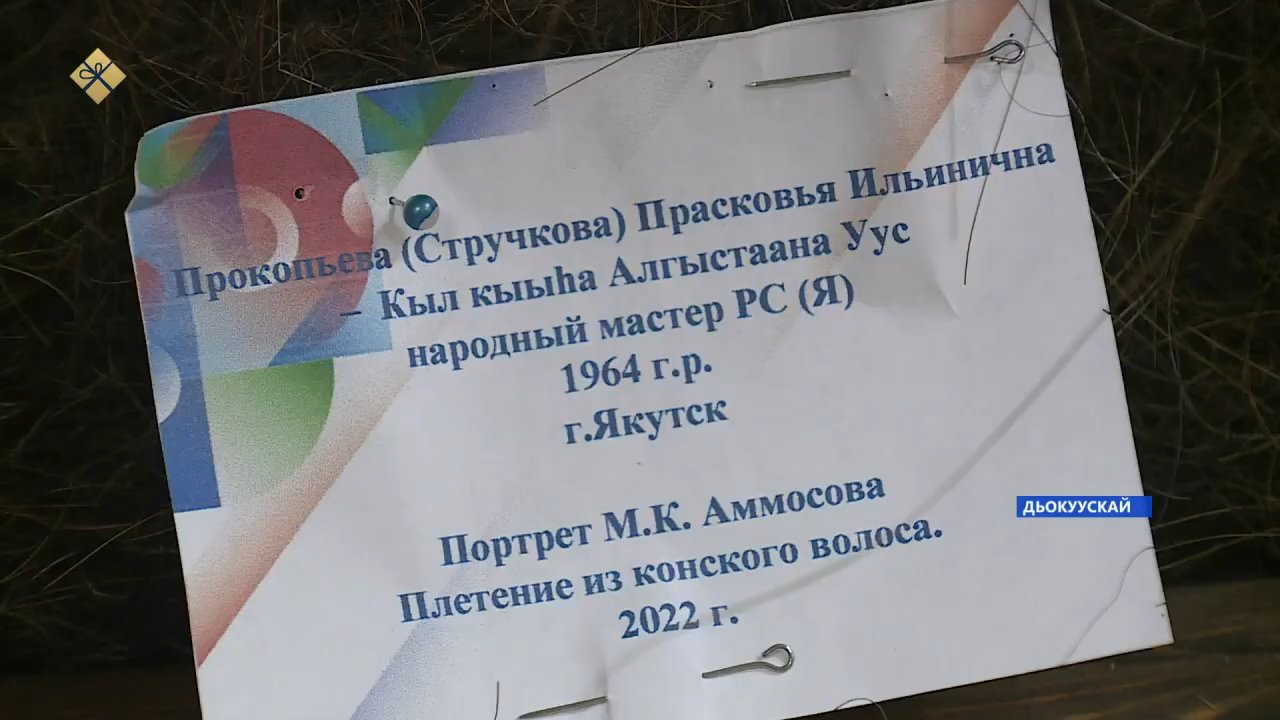 Прокопьева (Стручкова) Прасковья Ильинична
– Кыл кыыһа Алгыстаана Уус
народный мастер РС (Я)
1964 г.р.
г.Якутск
Портрет М.К. Аммосова
Плетение из конского волоса.
2022 г.
ДЬОКУУСКАЙ